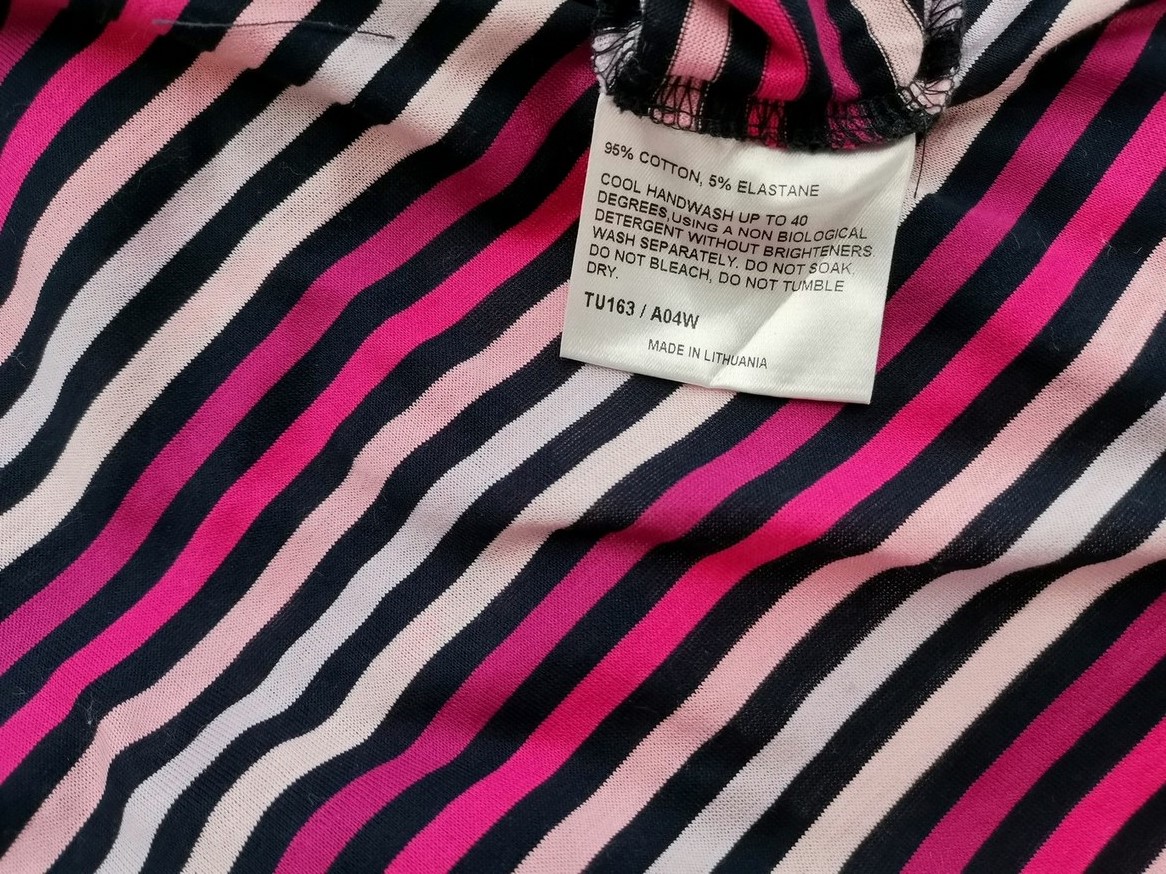 95% COTTON, 5% ELASTANE
COOL HANDWASH UP TO 40
DEGREES, USING A NON BIOLOGICAL
DETERGENT WITHOUT BRIGHTENERS
WASH SEPARATELY. DO NOT SOAK.
DO NOT BLEACH, DO NOT TUMBLE
DRY.
TU163 / A04W
MADE IN LITHUANIA